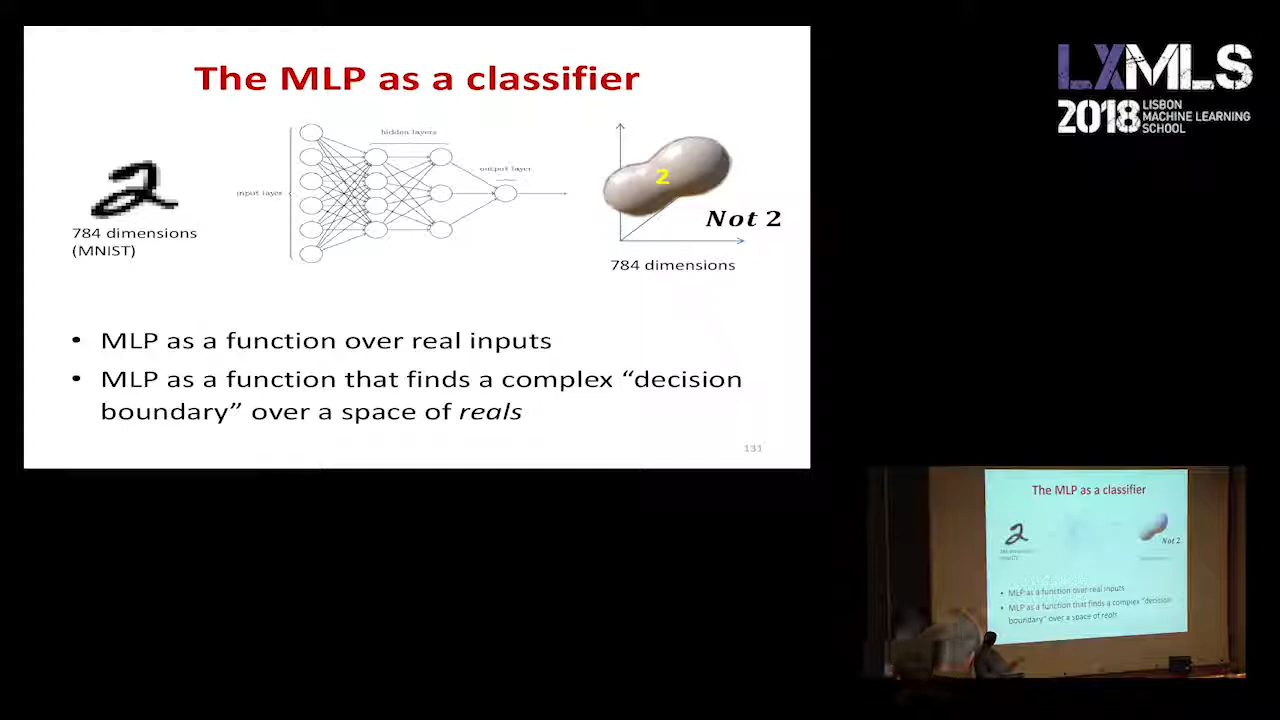 The MLP as a classifier
hidden layers
output layer
input layer
784 dimensions
(MNIST)
2
Not 2
784 dimensions
• MLP as a function over real inputs
• MLP as a function that finds a complex “decision
boundary” over a space of reals
131
LXMLS
2018 LISBON
MACHINE LEARNING
SCHOOL
The MLP as a classifier
2
Not 2
• MLP as a function over real inputs
• MLP as a function that finds a complex “decision
boundary” over a space of reals